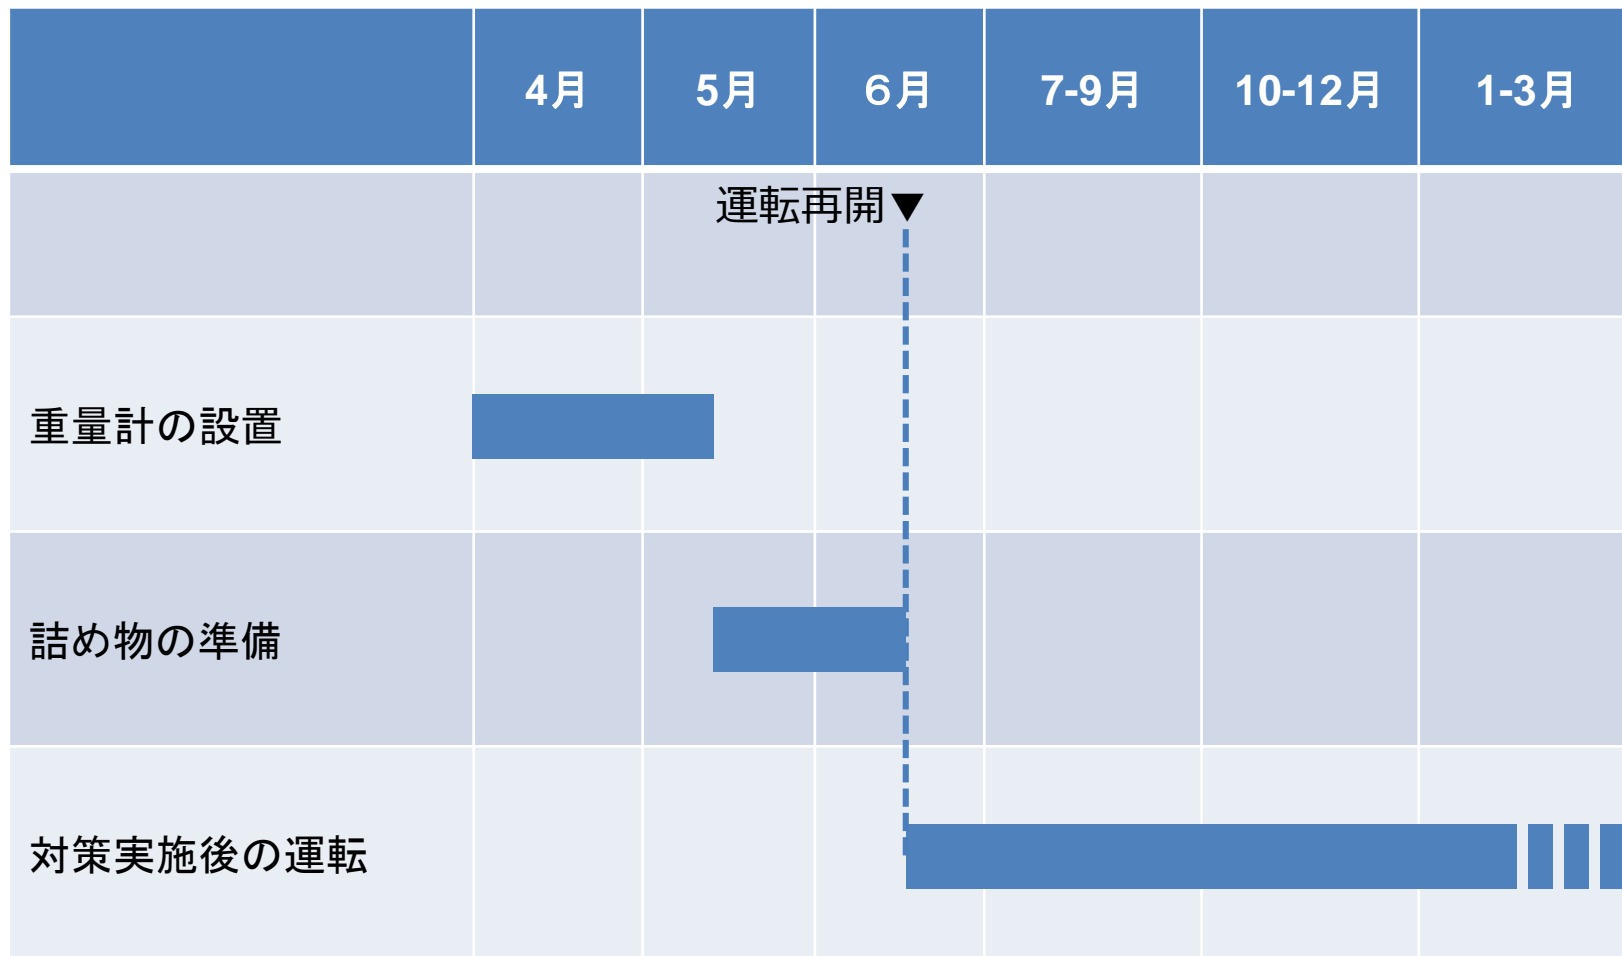 4月 5月 ６月 7-9月 10-12月 1-3月
運転再開▼
重量計の設置
詰め物の準備
対策実施後の運転